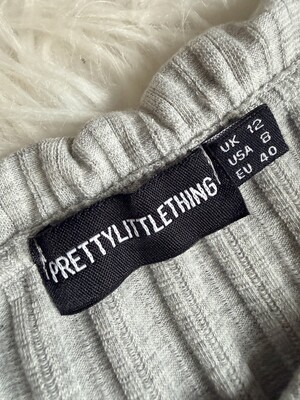 PRETTYLITTLETHING
UK 12
USA 8
EU 40